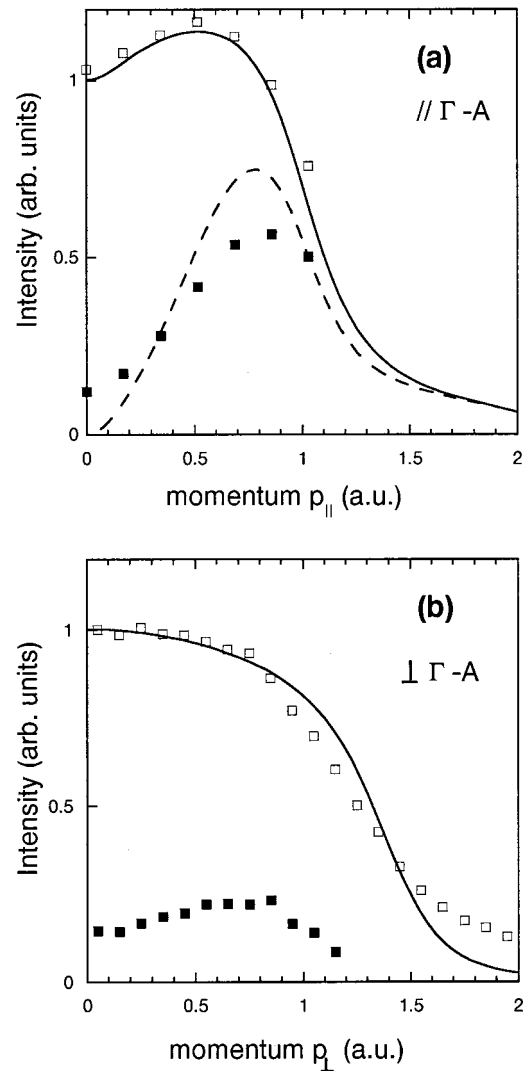 (a)
// Γ -A
Intensity (arb. units)
1
0.5
0
0 0.5 1 1.5 2
momentum p|| (a.u.)
(b)
⊥ Γ -A
Intensity (arb. units)
1
0.5
0
0 0.5 1 1.5 2
momentum p⊥ (a.u.)